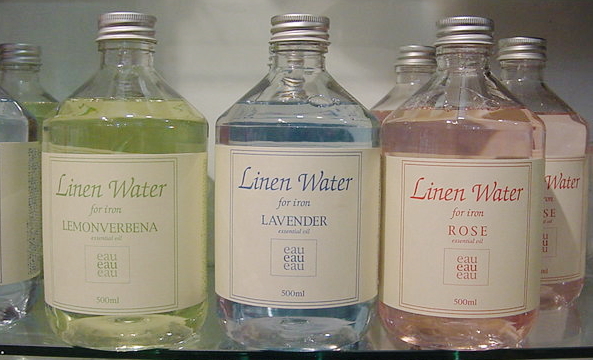 Linen Water
for iron
LEMONVERBENA
essential oil
eau
eau
eau
500ml
Linen Water
for iron
LAVENDER
essential oil
eau
eau
eau
500ml
Linen Water
for iron
ROSE
essential oil
eau
eau
eau
500ml
Water